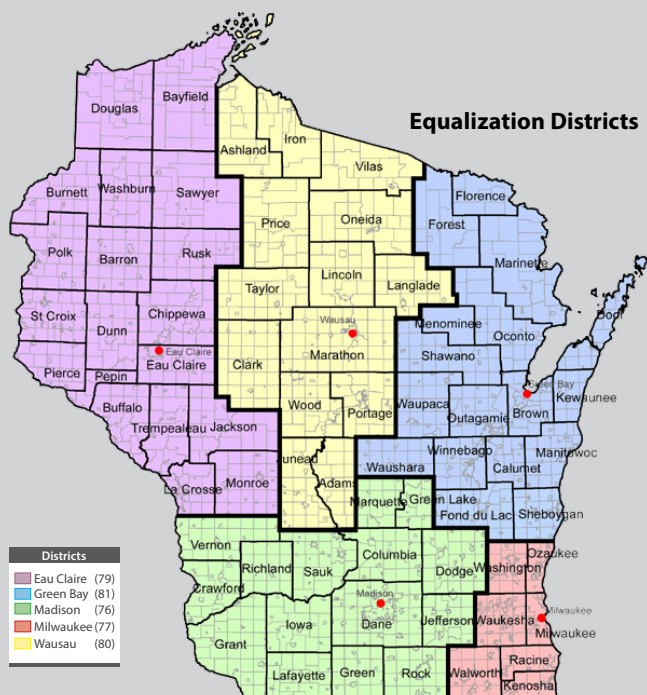 Equalization Districts
Douglas
Bayfield
Ashland
Iron
Vilas
Burnett
Washburn
Sawyer
Price
Oneida
Forest
Florence
Marinette
Polk
Barron
Rusk
Taylor
Lincoln
Langlade
St Croix
Dunn
Chippewa
Wausau
Marathon
Menominee
Oconto
Door
Pierce
Pepin
Eau Claire
Eau Claire
Clark
Shawano
Green Bay
Buffalo
Trempealeau
Jackson
Wood
Portage
Waupaca
Outagamie
Brown
Kewaunee
La Crosse
Monroe
Juneau
Adams
Waushara
Winnebago
Calumet
Manitowoc
Marquette
Green Lake
Fond du Lac
Sheboygan
Vernon
Richland
Sauk
Columbia
Dodge
Washington
Ozaukee
Crawford
Madison
Dane
Jefferson
Waukesha
Milwaukee
Milwaukee
Grant
Iowa
Lafayette
Green
Rock
Walworth
Racine
Kenosha
Districts
Eau Claire (79)
Green Bay (81)
Madison (76)
Milwaukee (77)
Wausau (80)